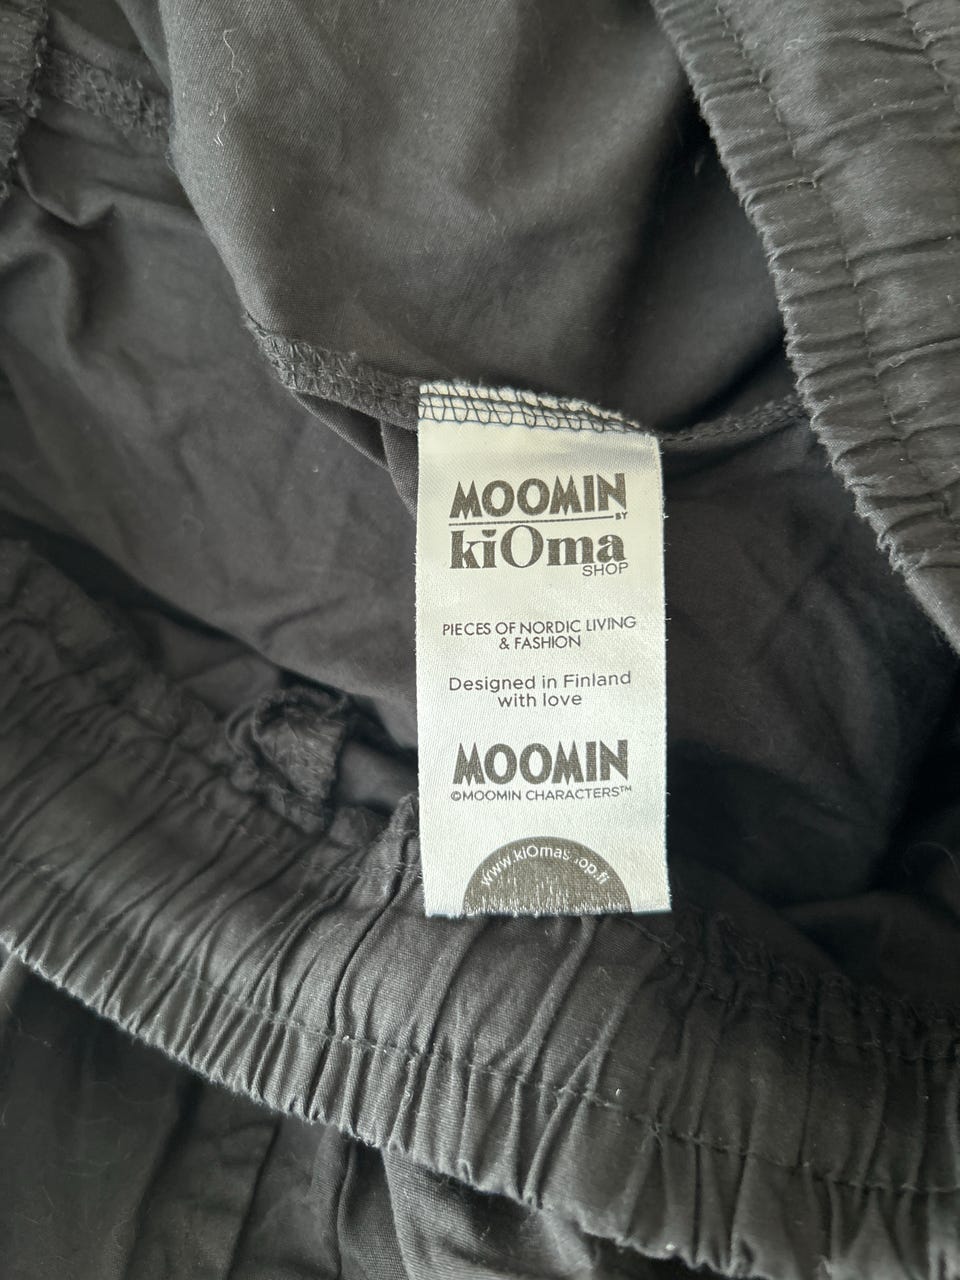 MOOMIN
BY
kiOma
SHOP
PIECES OF NORDIC LIVING
& FASHION
Designed in Finland
with love
MOOMIN
©MOOMIN CHARACTERS™